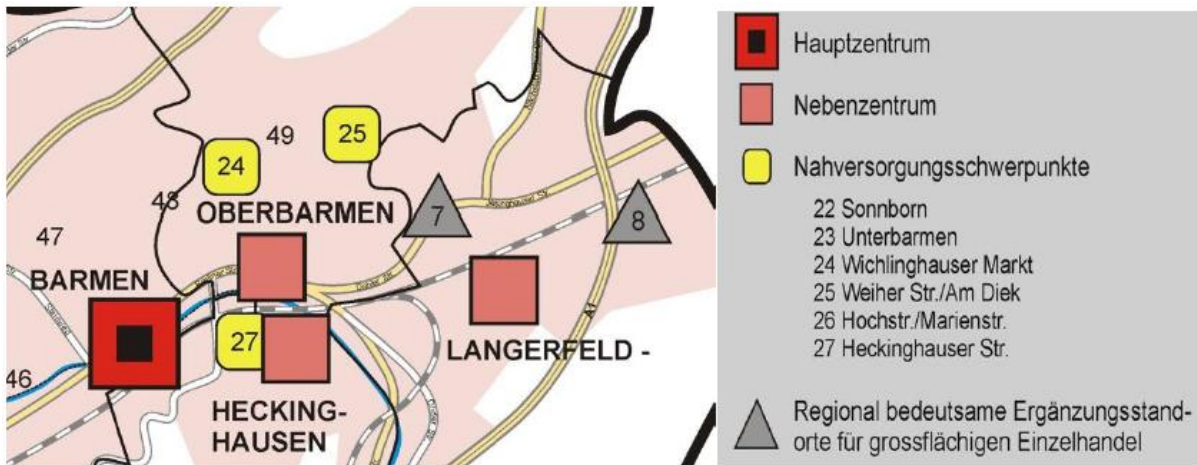 49
25
24
48
OBERBARMEN
47
7
8
BARMEN
A1
27
LANGERFELD -
46
HECKING-
HAUSEN
Hauptzentrum
Nebenzentrum
Nahversorgungsschwerpunkte
22 Sonnborn
23 Unterbarmen
24 Wichlinghauser Markt
25 Weiher Str./Am Diek
26 Hochstr./Marienstr.
27 Heckinghauser Str.
Regional bedeutsame Ergänzungsstand-
orte für grossflächigen Einzelhandel